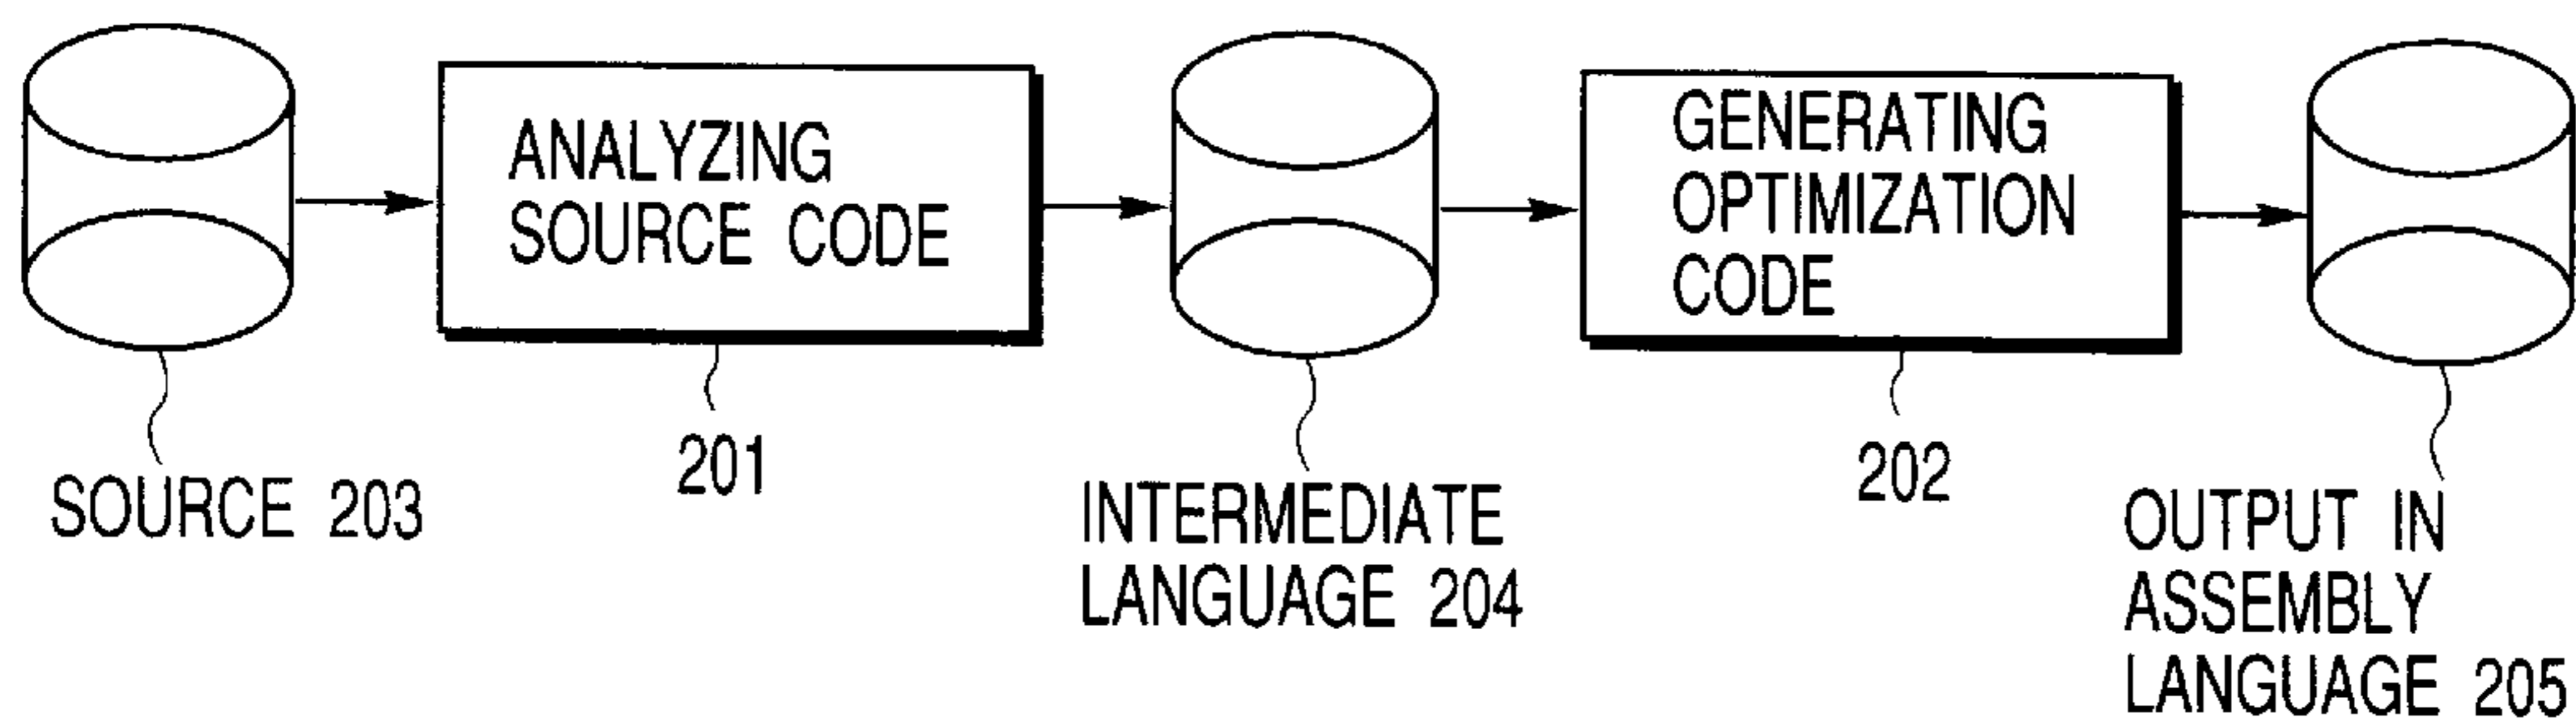 ANALYZING
SOURCE CODE
GENERATING
OPTIMIZATION
CODE
SOURCE 203
201
INTERMEDIATE
LANGUAGE 204
202
OUTPUT IN
ASSEMBLY
LANGUAGE 205